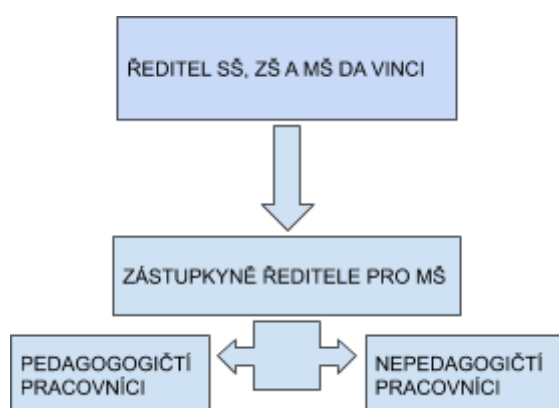 ŘEDITEL SŠ, ZŠ A MŠ DA VINCI
ZÁSTUPKYNĚ ŘEDITELE PRO MŠ
PEDAGOGOGIČTÍ
PRACOVNÍCI
NEPEDAGOGIČTÍ
PRACOVNÍCI